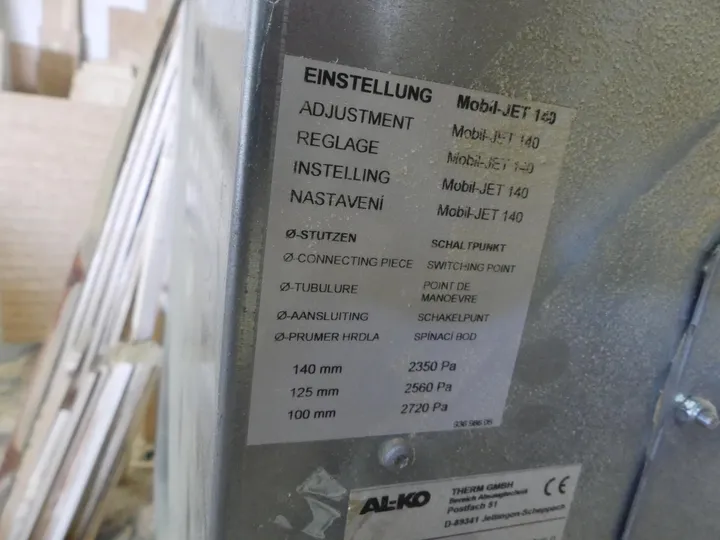 EINSTELLUNG Mobil-JET 140
ADJUSTMENT Mobil-JET 140
REGLAGE Mobil-JET 140
INSTELLING Mobil-JET 140
NASTAVENÍ Mobil-JET 140
Ø-STUTZEN SCHALTPUNKT
Ø-CONNECTING PIECE SWITCHING POINT
Ø-TUBULURE POINT DE
MANOEVRE
Ø-AANSLUITING SCHAKELPUNT
Ø-PRUMER HRDLA SPÍNACÍ BOD
140 mm 2350 Pa
125 mm 2560 Pa
100 mm 2720 Pa
AL-KO THERM GMBH CE
Bereich Absaugtechnik
Postfach 51
D-89341 Jettingen-Scheppach